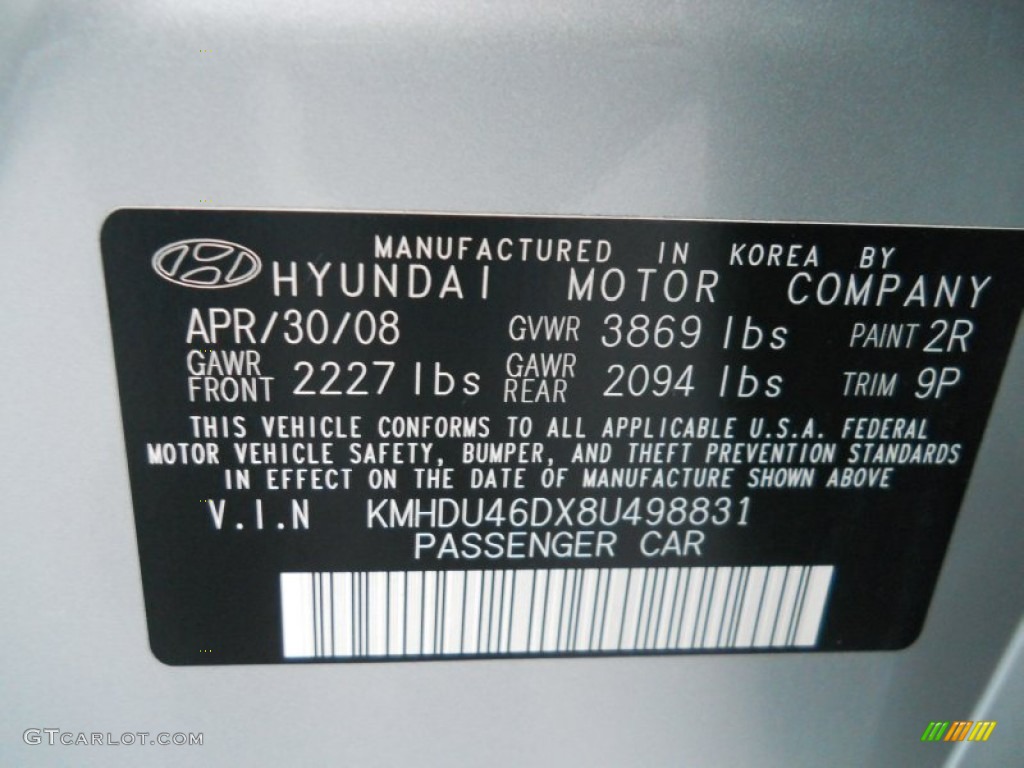 MANUFACTURED IN KOREA BY
HYUNDAI MOTOR COMPANY
APR/30/08 GVWR 3869 lbs PAINT 2R
GAWR FRONT 2227 lbs GAWR REAR 2094 lbs TRIM 9P
THIS VEHICLE CONFORMS TO ALL APPLICABLE U.S.A. FEDERAL
MOTOR VEHICLE SAFETY, BUMPER, AND THEFT PREVENTION STANDARDS
IN EFFECT ON THE DATE OF MANUFACTURE SHOWN ABOVE
V.I.N KMHDU46DX8U498831
PASSENGER CAR
GTCARLOT.COM